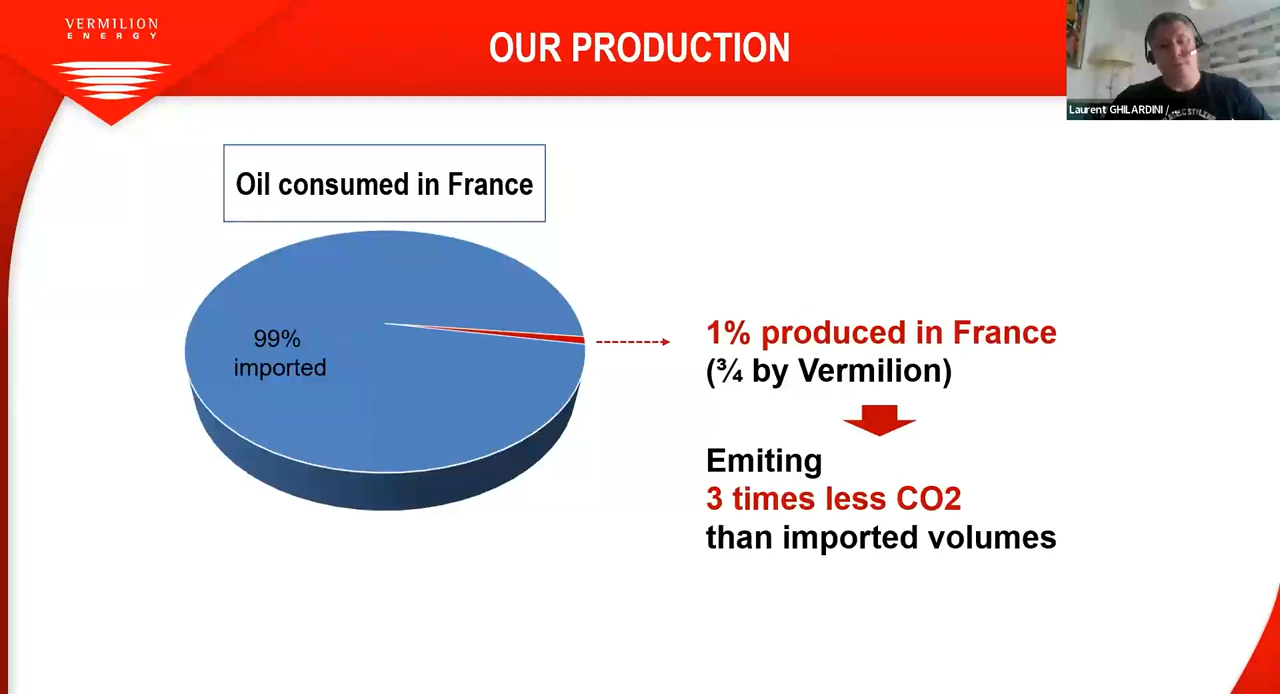 VERMILION
ENERGY
OUR PRODUCTION
Laurent GHILARDINI /
Oil consumed in France
99%
imported
1% produced in France
(¾ by Vermilion)
Emiting
3 times less CO2
than imported volumes